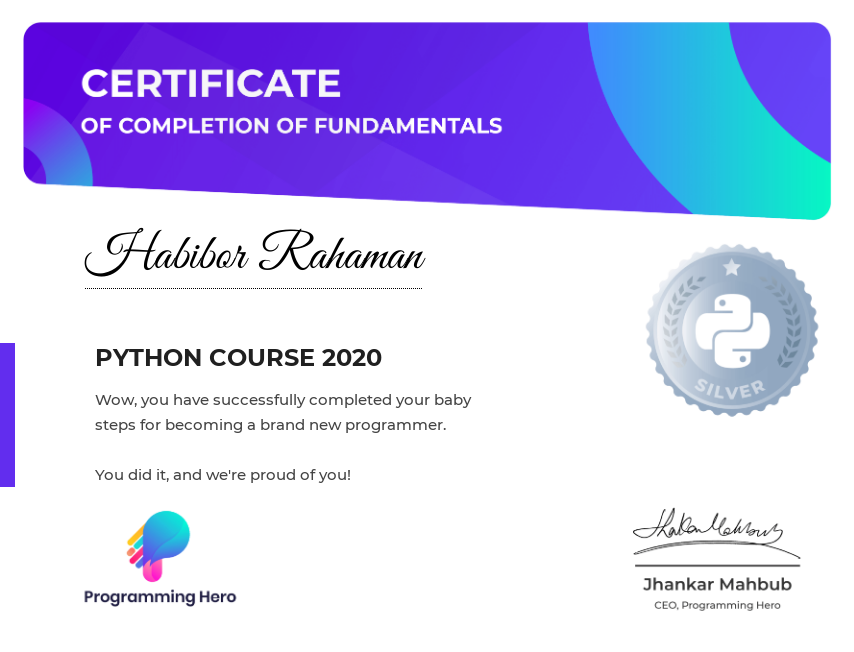 CERTIFICATE
OF COMPLETION OF FUNDAMENTALS
Habibor Rahaman
PYTHON COURSE 2020
Wow, you have successfully completed your baby
steps for becoming a brand new programmer.
You did it, and we're proud of you!
SILVER
Programming Hero
Jhankar Mahbub
Jhankar Mahbub
CEO, Programming Hero